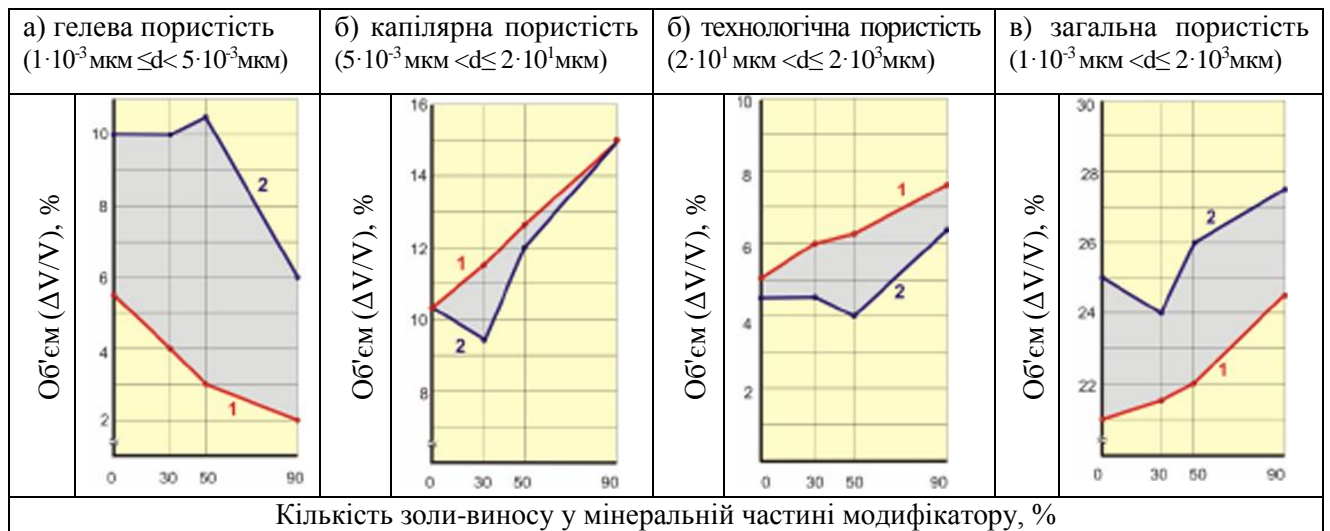 а) гелева пористість
(1·10⁻³ мкм ≤d< 5·10⁻³мкм)
б) капілярна пористість
(5·10⁻³ мкм <d≤ 2·10¹мкм)
б) технологічна пористість
(2·10¹ мкм <d≤ 2·10³мкм)
в) загальна пористість
(1·10⁻³ мкм <d≤ 2·10³мкм)
Об'єм (ΔV/V), %
10
8
6
4
2
2
1
0 30 50 90
Об'єм (ΔV/V), %
16
15
12
10
8
1
2
0 30 50 90
Об'єм (ΔV/V), %
10
8
6
4
2
1
2
0 30 50 90
Об'єм (ΔV/V), %
30
28
26
24
22
2
1
0 30 50 90
Кількість золи-виносу у мінеральній частині модифікатору, %